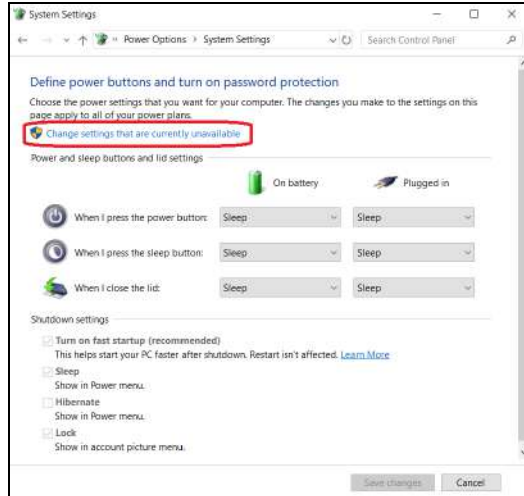 System Settings
Power Options > System Settings
Search Control Panel
Define power buttons and turn on password protection
Choose the power settings that you want for your computer. The changes you make to the settings on this
page apply to all of your power plans.
Change settings that are currently unavailable
Power and sleep buttons and lid settings
On battery Plugged in
When I press the power button: Sleep Sleep
When I press the sleep button: Sleep Sleep
When I close the lid: Sleep Sleep
Shutdown settings
Turn on fast startup (recommended)
This helps start your PC faster after shutdown. Restart isn't affected. Learn More
Sleep
Show in Power menu.
Hibernate
Show in Power menu.
Lock
Show in account picture menu.
Save changes Cancel